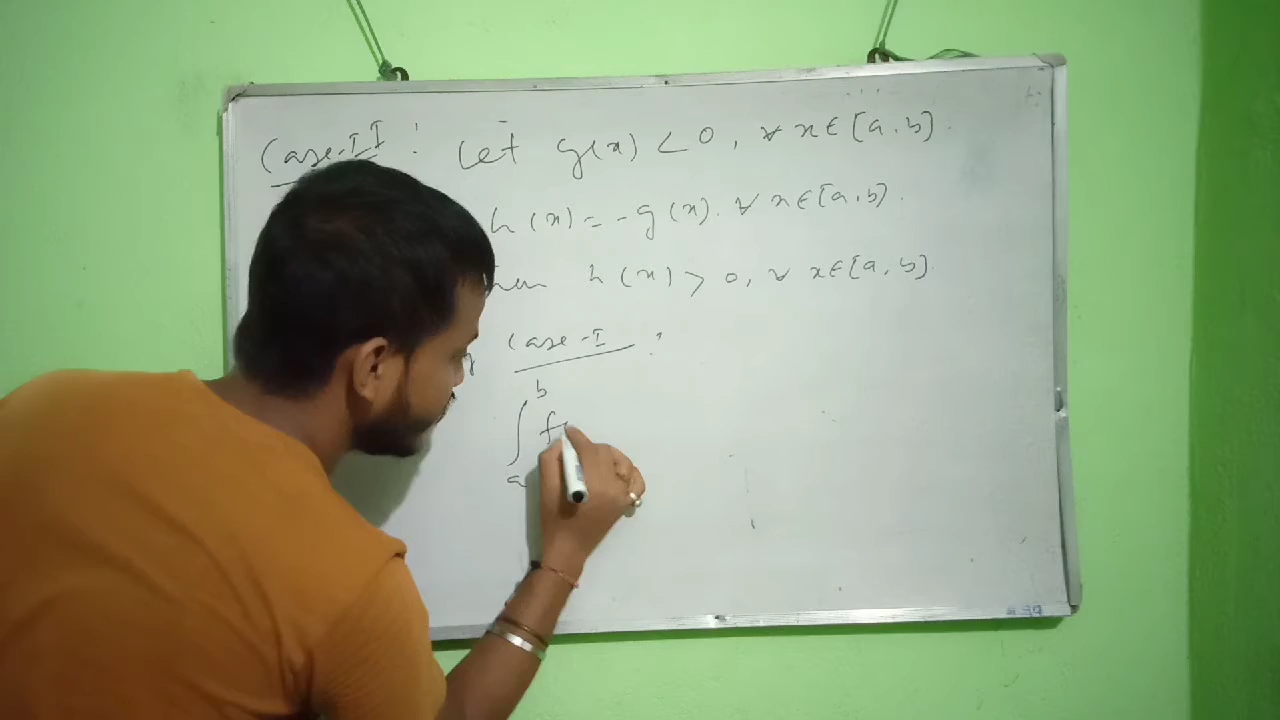 Case-II : Let g(x) < 0, ∀ x ∈ [a, b].
h(x) = -g(x). ∀ x ∈ [a, b].
h(x) > 0, ∀ x ∈ [a, b]
Case-I :
∫_a^b f